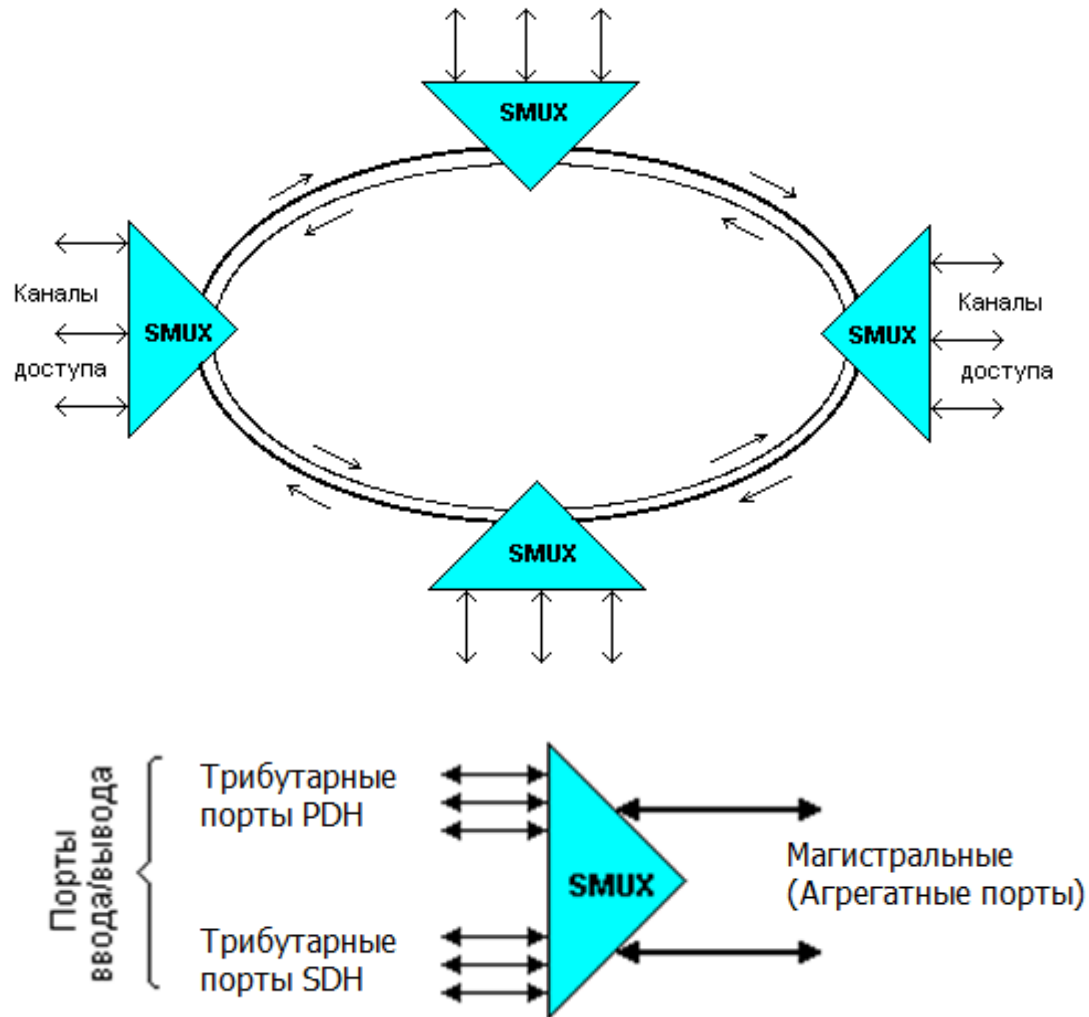 SMUX
Каналы
SMUX
доступа
Каналы
SMUX
доступа
SMUX
Порты
ввода/вывода
Трибутарные
порты PDH
Трибутарные
порты SDH
SMUX
Магистральные
(Агрегатные порты)